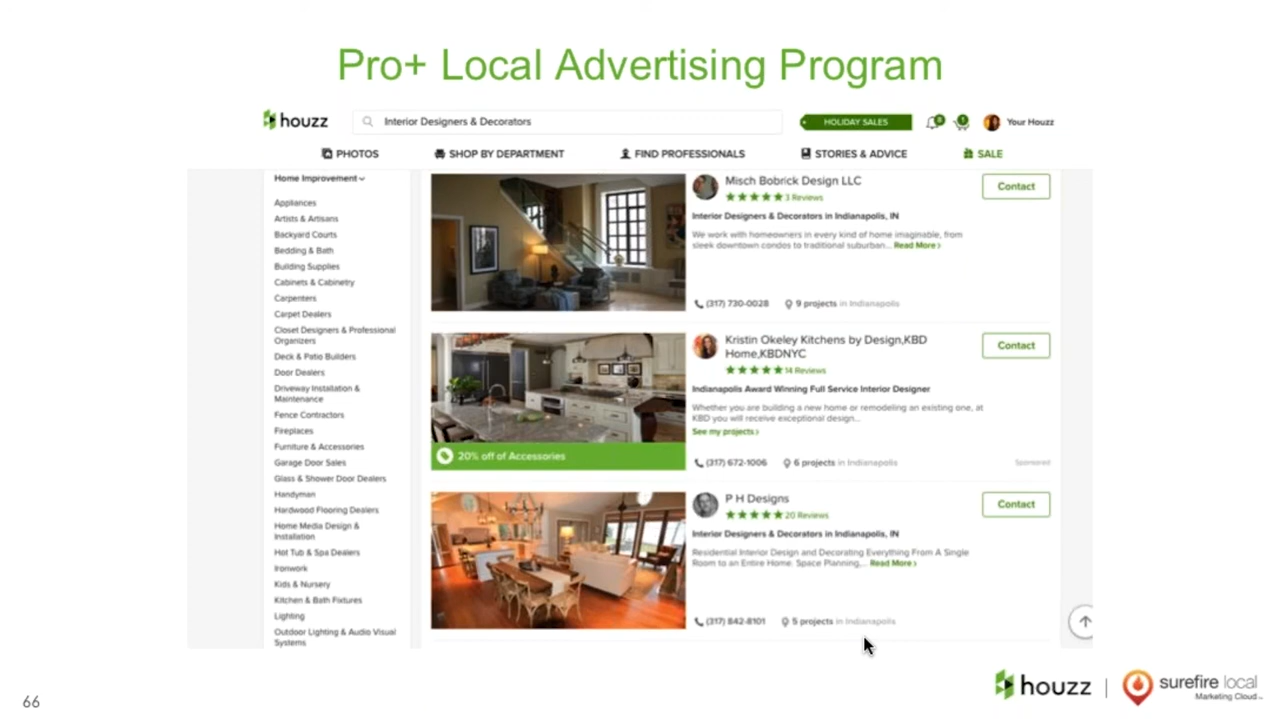 Pro+ Local Advertising Program
houzz
Interior Designers & Decorators
HOLIDAY SALES
Your Houzz
PHOTOS
SHOP BY DEPARTMENT
FIND PROFESSIONALS
STORIES & ADVICE
SALE
Home Improvement
Appliances
Artists & Artisans
Backyard Courts
Bedding & Bath
Building Supplies
Cabinets & Cabinetry
Carpenters
Carpet Dealers
Closet Designers & Professional
Organizers
Deck & Patio Builders
Door Dealers
Driveway Installation &
Maintenance
Fence Contractors
Fireplaces
Furniture & Accessories
Garage Door Sales
Glass & Shower Door Dealers
Handyman
Hardwood Flooring Dealers
Home Media Design &
Installation
Hot Tub & Spa Dealers
Ironwork
Kids & Nursery
Kitchen & Bath Fixtures
Lighting
Outdoor Lighting & Audio Visual
Systems
Misch Bobrick Design LLC
3 Reviews
Contact
Interior Designers & Decorators in Indianapolis, IN
We work with homeowners in every kind of home imaginable, from
sleek downtown condos to traditional suburban... Read More ›
(317) 730-0028 9 projects in Indianapolis
Kristin Okeley Kitchens by Design,KBD
Home,KBDNYC
14 Reviews
Contact
Indianapolis Award Winning Full Service Interior Designer
Whether you are building a new home or remodeling an existing one, at
KBD you will receive exceptional design...
See my projects ›
20% off of Accessories
(317) 672-1006 6 projects in Indianapolis
Sponsored
P H Designs
20 Reviews
Contact
Interior Designers & Decorators in Indianapolis, IN
Residential Interior Design and Decorating Everything From A Single
Room to an Entire Home: Space Planning,... Read More ›
(317) 842-8101 5 projects in Indianapolis
66
houzz | surefire local
Marketing Cloud